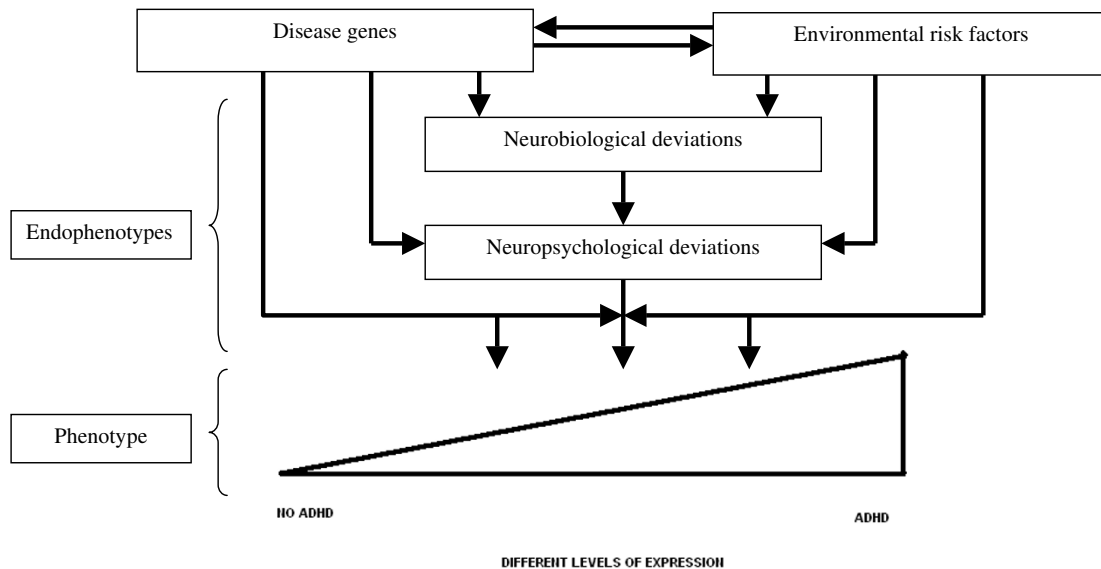 Disease genes
Environmental risk factors
Neurobiological deviations
Endophenotypes
Neuropsychological deviations
Phenotype
NO ADHD
ADHD
DIFFERENT LEVELS OF EXPRESSION